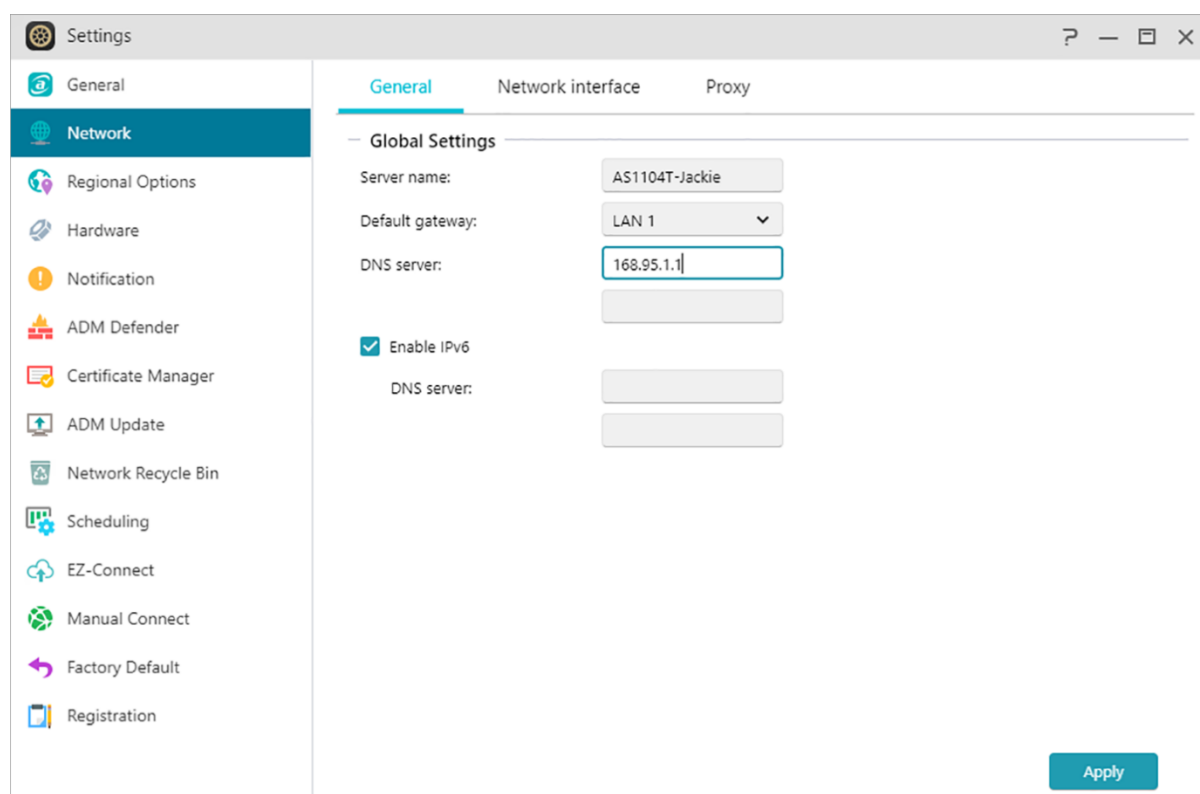 Settings
General
Network
Regional Options
Hardware
Notification
ADM Defender
Certificate Manager
ADM Update
Network Recycle Bin
Scheduling
EZ-Connect
Manual Connect
Factory Default
Registration
General Network interface Proxy
Global Settings
Server name: AS1104T-Jackie
Default gateway: LAN 1
DNS server: 168.95.1.1
Enable IPv6
DNS server:
Apply